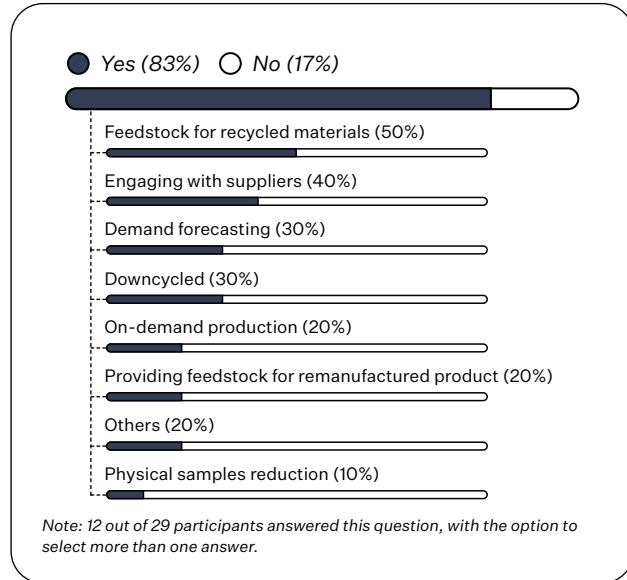 Yes (83%) No (17%)
Feedstock for recycled materials (50%)
Engaging with suppliers (40%)
Demand forecasting (30%)
Downcycled (30%)
On-demand production (20%)
Providing feedstock for remanufactured product (20%)
Others (20%)
Physical samples reduction (10%)
Note: 12 out of 29 participants answered this question, with the option to
select more than one answer.